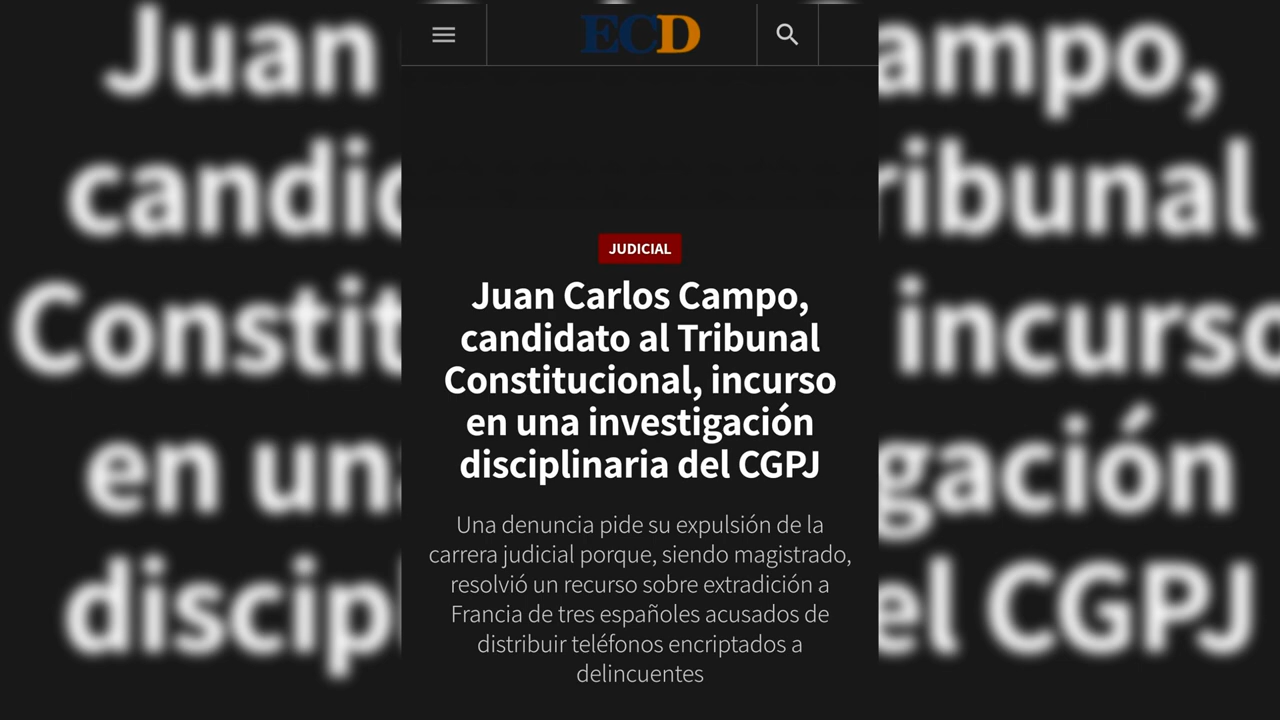 ECD
JUDICIAL
Juan Carlos Campo,
candidato al Tribunal
Constitucional, incurso
en una investigación
disciplinaria del CGPJ
Una denuncia pide su expulsión de la
carrera judicial porque, siendo magistrado,
resolvió un recurso sobre extradición a
Francia de tres españoles acusados de
distribuir teléfonos encriptados a
delincuentes